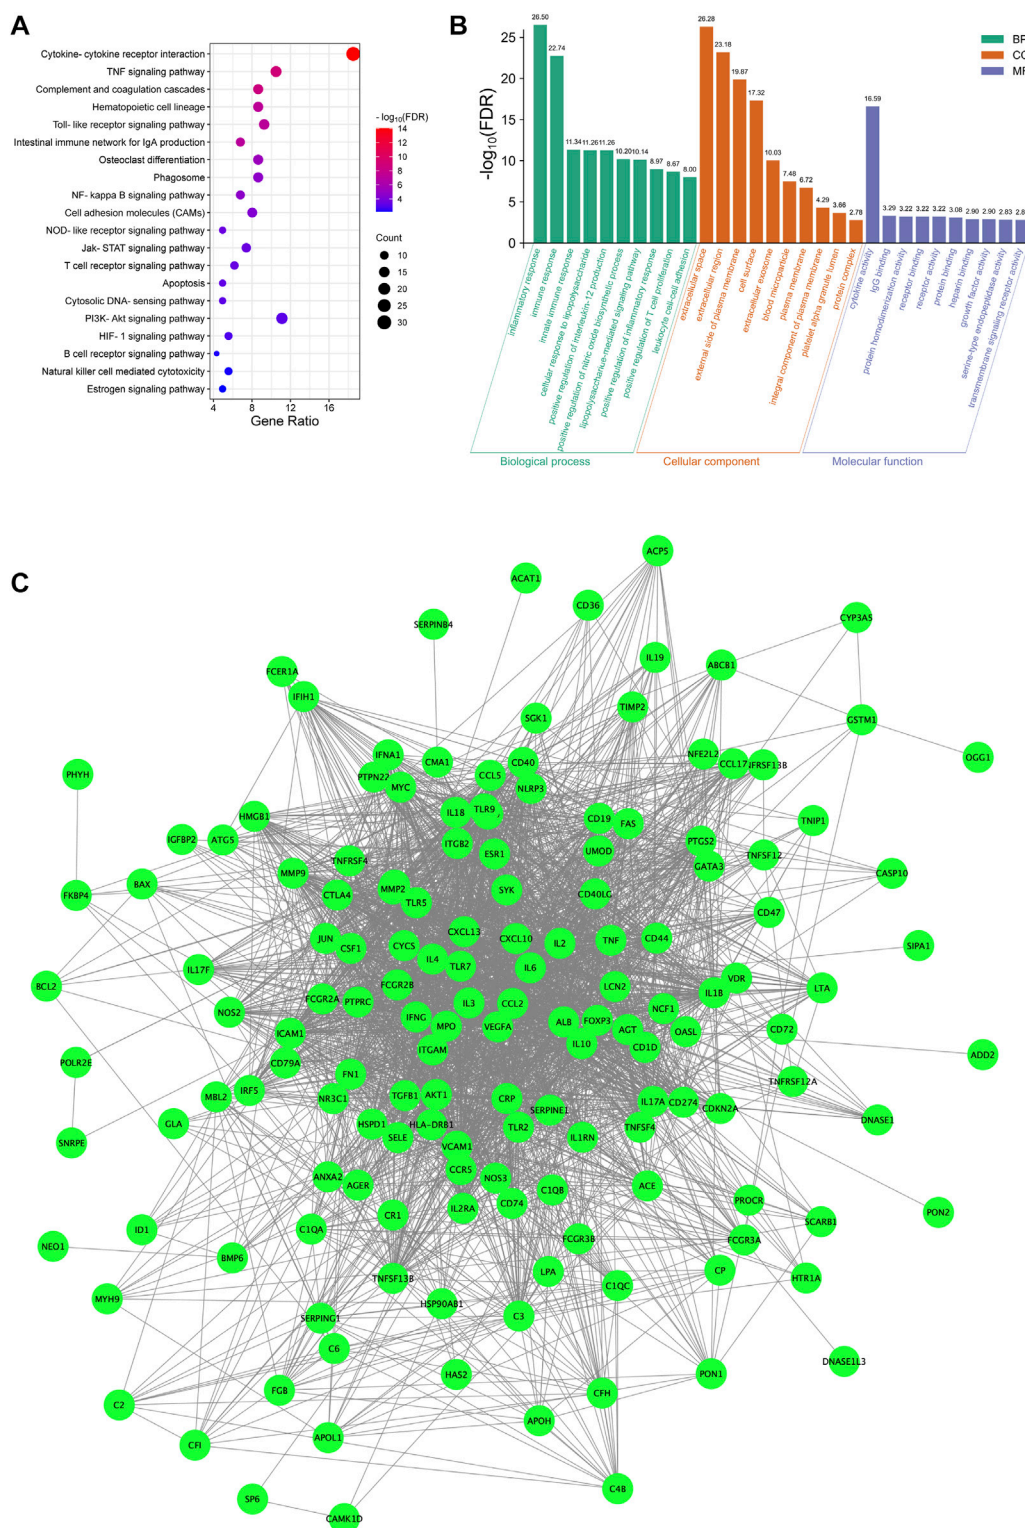 A
Cytokine- cytokine receptor interaction
TNF signaling pathway
Complement and coagulation cascades
Hematopoietic cell lineage
Toll- like receptor signaling pathway
Intestinal immune network for IgA production
Osteoclast differentiation
Phagosome
NF- kappa B signaling pathway
Cell adhesion molecules (CAMs)
NOD- like receptor signaling pathway
Jak- STAT signaling pathway
T cell receptor signaling pathway
Apoptosis
Cytosolic DNA- sensing pathway
PI3K- Akt signaling pathway
HIF- 1 signaling pathway
B cell receptor signaling pathway
Natural killer cell mediated cytotoxicity
Estrogen signaling pathway
4 8 12 16
Gene Ratio
- log10(FDR)
14
12
10
8
6
4
Count
10
15
20
25
30
B
-log10(FDR)
25
20
15
10
5
0
26.50 22.74 11.34 11.26 11.26 10.20 10.14 8.97 8.67 8.00
26.28 23.18 19.87 17.32 10.03 7.48 6.72 4.29 3.66 2.78
16.59 3.29 3.22 3.22 3.22 3.08 2.90 2.90 2.83 2.8
BP
CC
MF
inflammatory response
immune response
innate immune response
cellular response to lipopolysaccharide
positive regulation of interleukin-12 production
positive regulation of nitric oxide biosynthetic process
lipopolysaccharide-mediated signaling pathway
positive regulation of inflammatory response
positive regulation of T cell proliferation
leukocyte cell-cell adhesion
extracellular space
extracellular region
external side of plasma membrane
cell surface
extracellular exosome
blood microparticle
plasma membrane
integral component of plasma membrane
platelet alpha granule lumen
protein complex
cytokine activity
IgG binding
protein homodimerization activity
receptor binding
receptor activity
protein binding
heparin binding
growth factor activity
serine-type endopeptidase activity
transmembrane signaling receptor activity
Biological process
Cellular component
Molecular function
C
ACP5
ACAT1
CD36
SERPINB4
CYP3A5
IL19
ABCB1
FCER1A
IFIH1
TIMP2
SGK1
GSTM1
OGG1
PHYH
IFNA1
PTPN22
MYC
CMA1
CCL5
CD40
NLRP3
NFE2L2
CCL17
NFRSF13B
HMGB1
IL18
TLR9
CD19
FAS
TNIP1
IGFBP2
ATG5
ITGB2
ESR1
UMOD
PTGS2
GATA3
TNFSF12
TNFRSF4
MMP9
CASP10
FKBP4
BAX
CTLA4
MMP2
TLR5
SYK
CD40LG
CD47
JUN
CSF1
CYCS
CXCL13
CXCL10
IL2
TNF
CD44
SIPA1
IL4
TLR7
IL6
IL17F
BCL2
FCGR2A
PTPRC
FCGR2B
LCN2
IL1B
VDR
LTA
NOS2
IL3
CCL2
NCF1
ICAM1
IFNG
MPO
VEGFA
ALB
FOXP3
AGT
OASL
CD72
ADD2
ITGAM
IL10
CD1D
POLR2E
CD79A
FN1
TNFRSF12A
MBL2
IRF5
NR3C1
TGFB1
AKT1
CRP
SERPINE1
IL17A
CD274
CDKN2A
DNASE1
GLA
SNRPE
HSPD1
SELE
HLA-DRB1
TLR2
IL1RN
TNFSF4
VCAM1
CCR5
NOS3
ANXA2
AGER
C1QB
ACE
CD74
IL2RA
PROCR
PON2
SCARB1
NEO1
ID1
C1QA
CR1
FCGR3B
FCGR3A
BMP6
TNFSF13B
LPA
C1QC
CP
HTR1A
MYH9
HSP90AB1
SERPING1
C3
C6
DNASE1L3
HAS2
PON1
FGB
CFH
C2
APOH
CFI
APOL1
C4B
SP6
CAMK1D